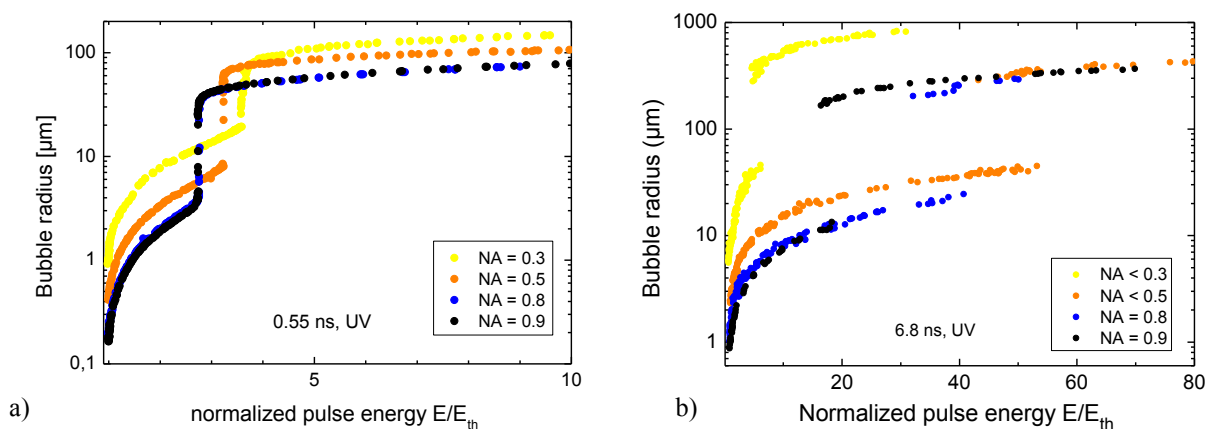 100
10
1
0,1
5
10
Bubble radius [µm]
normalized pulse energy E/Eth
0.55 ns, UV
NA = 0.3
NA = 0.5
NA = 0.8
NA = 0.9
a)
1000
100
10
1
20
40
60
80
Bubble radius (µm)
Normalized pulse energy E/Eth
6.8 ns, UV
NA < 0.3
NA < 0.5
NA = 0.8
NA = 0.9
b)